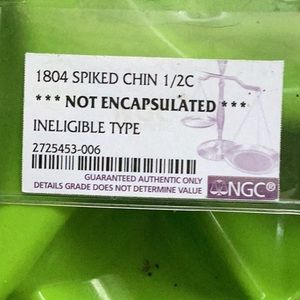 1804 SPIKED CHIN 1/2C
*** NOT ENCAPSULATED ***
INELIGIBLE TYPE
2725453-006
GUARANTEED AUTHENTIC ONLY
DETAILS GRADE DOES NOT DETERMINE VALUE
NGC®